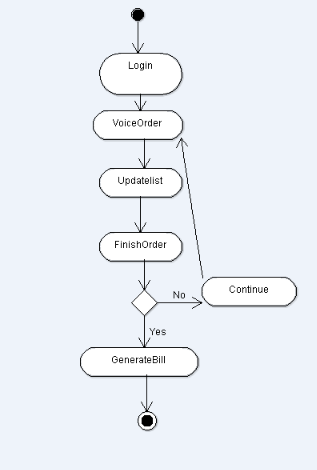 Login
VoiceOrder
Updatelist
FinishOrder
No
Continue
Yes
GenerateBill